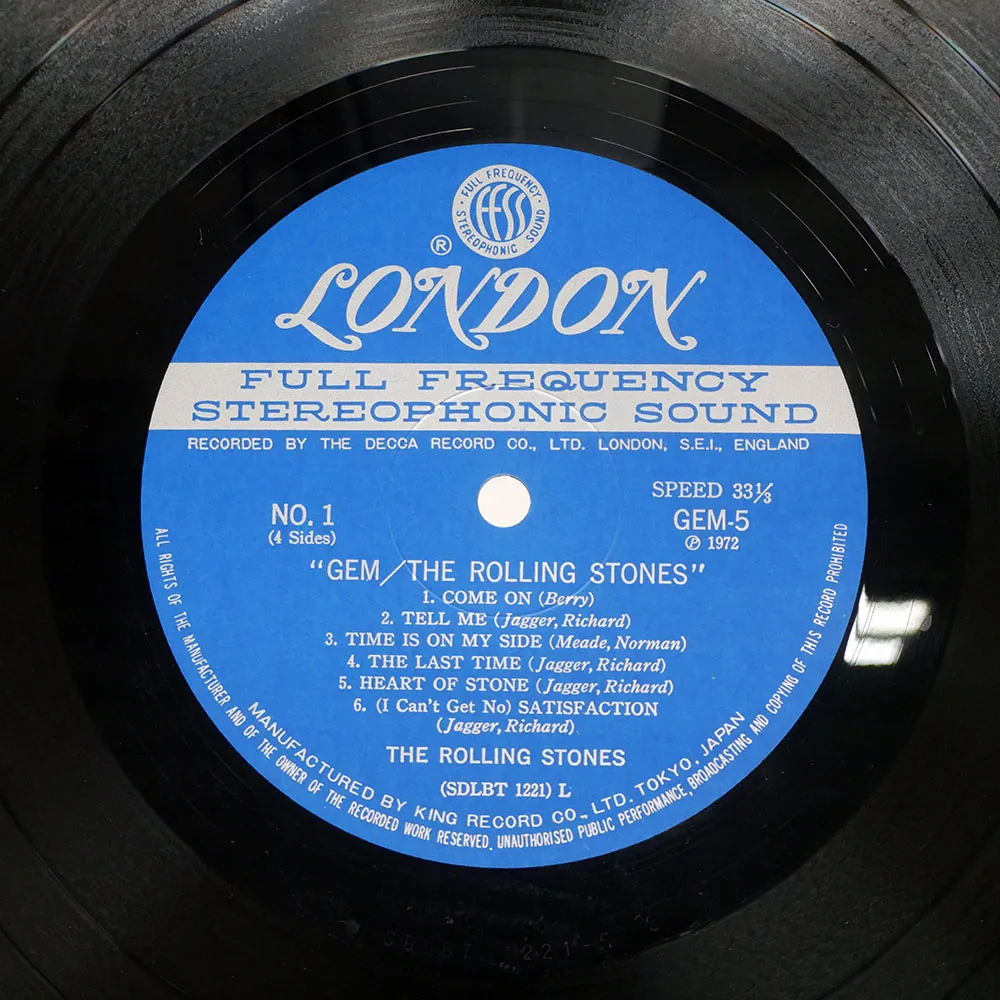 FULL FREQUENCY
STEREOPHONIC SOUND
FFSS
®
LONDON
FULL FREQUENCY
STEREOPHONIC SOUND
RECORDED BY THE DECCA RECORD CO., LTD. LONDON, S.E.I., ENGLAND
SPEED 33⅓
NO. 1
(4 Sides)
GEM-5
Ⓟ 1972
"GEM/THE ROLLING STONES"
1. COME ON (Berry)
2. TELL ME (Jagger, Richard)
3. TIME IS ON MY SIDE (Meade, Norman)
4. THE LAST TIME (Jagger, Richard)
5. HEART OF STONE (Jagger, Richard)
6. (I Can't Get No) SATISFACTION
(Jagger, Richard)
THE ROLLING STONES
(SDLBT 1221) L
MANUFACTURED BY KING RECORD CO., LTD. TOKYO, JAPAN
ALL RIGHTS OF THE MANUFACTURER AND OF THE OWNER OF THE RECORDED WORK RESERVED. UNAUTHORISED PUBLIC PERFORMANCE, BROADCASTING AND COPYING OF THIS RECORD PROHIBITED